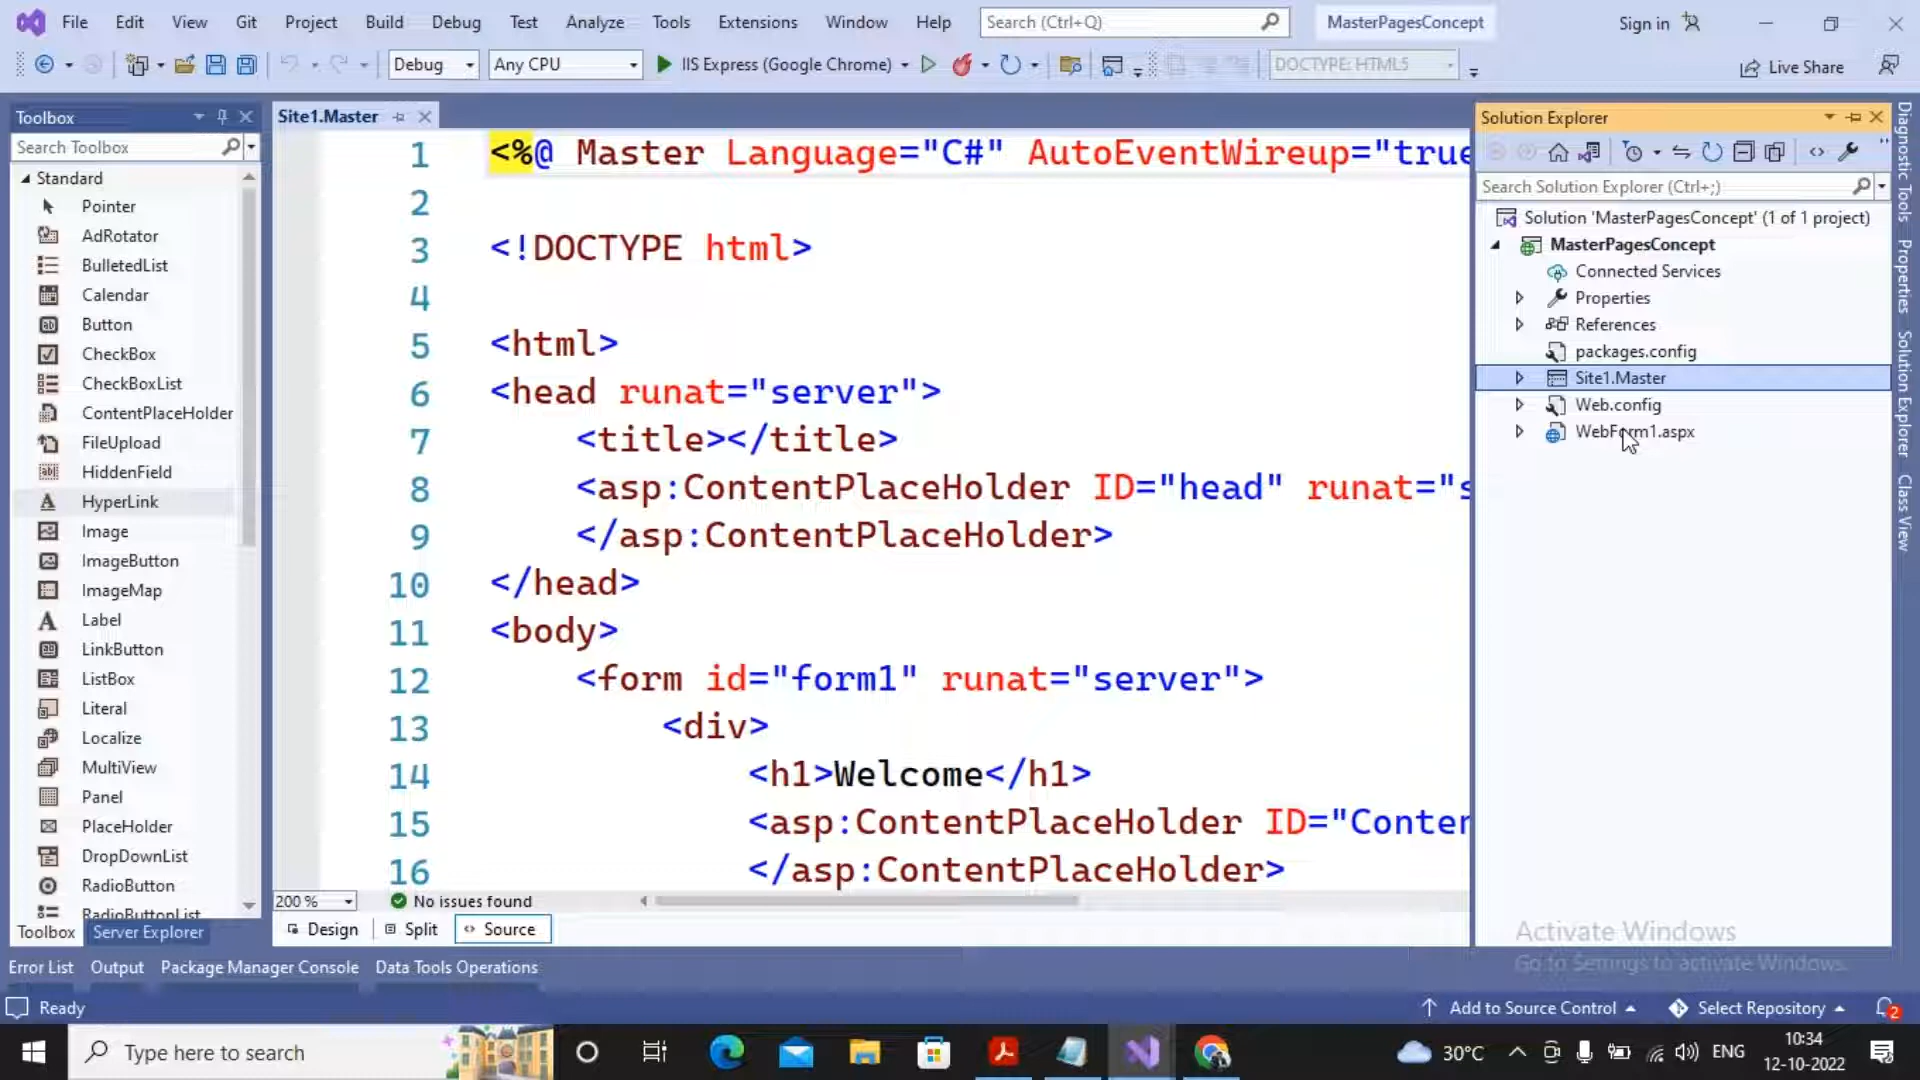 File Edit View Git Project Build Debug Test Analyze Tools Extensions Window Help Search (Ctrl+Q) MasterPagesConcept Sign in
Debug Any CPU IIS Express (Google Chrome) DOCTYPE: HTML5 Live Share
Toolbox
Search Toolbox
Standard
Pointer
AdRotator
BulletedList
Calendar
Button
CheckBox
CheckBoxList
ContentPlaceHolder
FileUpload
HiddenField
HyperLink
Image
ImageButton
ImageMap
Label
LinkButton
ListBox
Literal
Localize
MultiView
Panel
PlaceHolder
DropDownList
RadioButton
RadioButtonList
Toolbox Server Explorer
Site1.Master
1 <%@ Master Language="C#" AutoEventWireup="true
2
3 <!DOCTYPE html>
4
5 <html>
6 <head runat="server">
7 <title></title>
8 <asp:ContentPlaceHolder ID="head" runat="s
9 </asp:ContentPlaceHolder>
10 </head>
11 <body>
12 <form id="form1" runat="server">
13 <div>
14 <h1>Welcome</h1>
15 <asp:ContentPlaceHolder ID="Conten
16 </asp:ContentPlaceHolder>
200 % No issues found
Design Split Source
Solution Explorer
Search Solution Explorer (Ctrl+;)
Solution 'MasterPagesConcept' (1 of 1 project)
MasterPagesConcept
Connected Services
Properties
References
packages.config
Site1.Master
Web.config
WebForm1.aspx
Diagnostic Tools
Properties
Solution Explorer
Class View
Activate Windows
Go to Settings to activate Windows.
Error List Output Package Manager Console Data Tools Operations
Ready Add to Source Control Select Repository 2
Type here to search 30°C ENG 10:34
12-10-2022